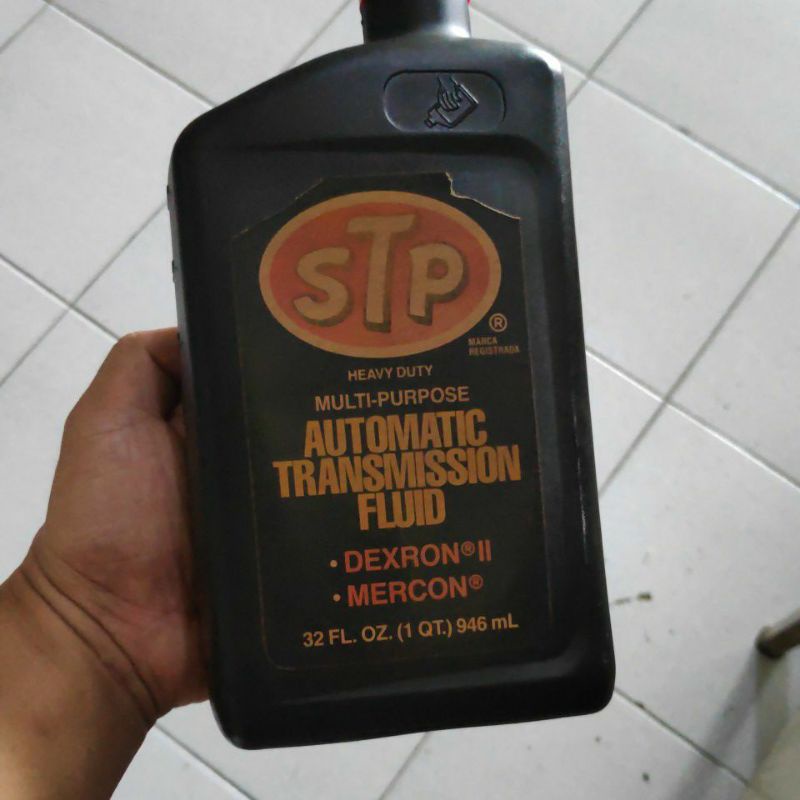 STP
®
MARCA
REGISTRADA
HEAVY DUTY
MULTI-PURPOSE
AUTOMATIC
TRANSMISSION
FLUID
• DEXRON® II
• MERCON®
32 FL. OZ. (1 QT.) 946 mL